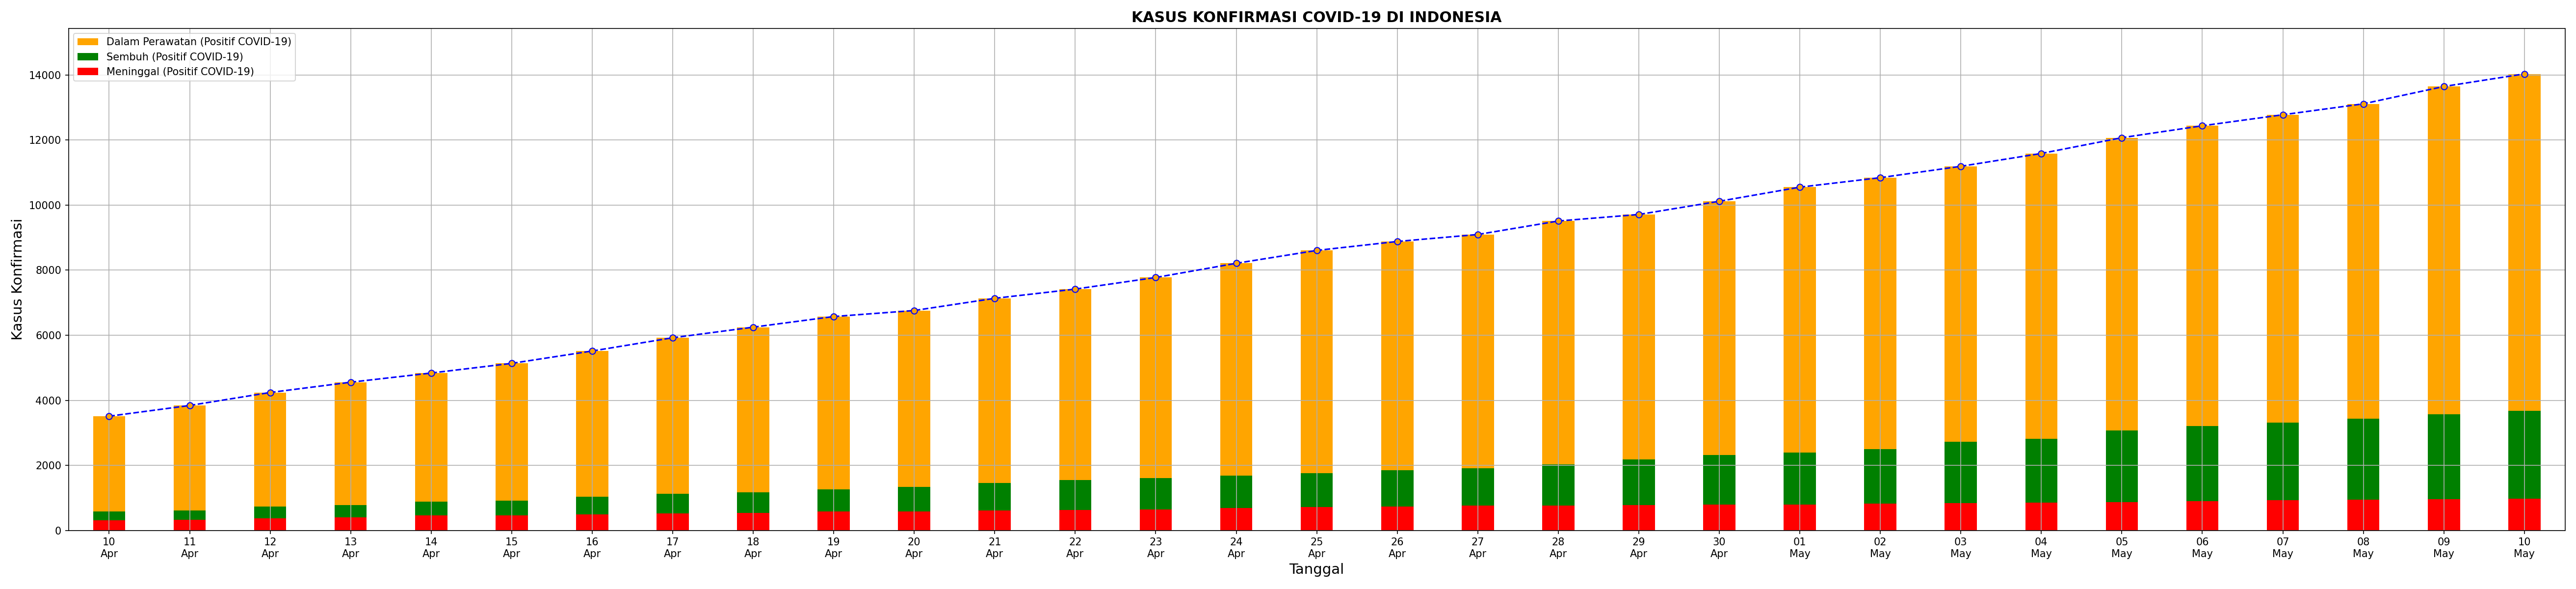 KASUS KONFIRMASI COVID-19 DI INDONESIA
Dalam Perawatan (Positif COVID-19)
Sembuh (Positif COVID-19)
Meninggal (Positif COVID-19)
Kasus Konfirmasi
14000
12000
10000
8000
6000
4000
2000
0
10 11 12 13 14 15 16 17 18 19 20 21 22 23 24 25 26 27 28 29 30 01 02 03 04 05 06 07 08 09 10
Apr Apr Apr Apr Apr Apr Apr Apr Apr Apr Apr Apr Apr Apr Apr Apr Apr Apr Apr Apr Apr May May May May May May May May May May
Tanggal